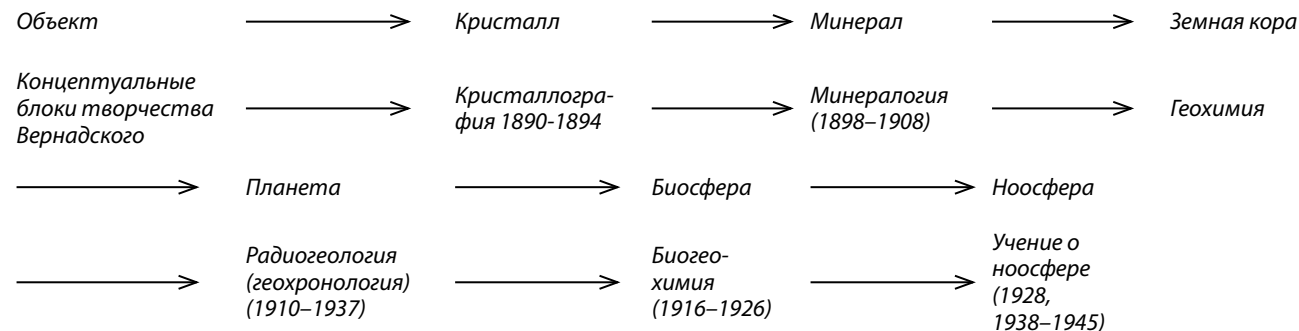 Объект
Кристалл
Минерал
Земная кора
Концептуальные
блоки творчества
Вернадского
Кристаллогра-
фия 1890-1894
Минералогия
(1898–1908)
Геохимия
Планета
Биосфера
Ноосфера
Радиогеология
(геохронология)
(1910–1937)
Биогео-
химия
(1916–1926)
Учение о
ноосфере
(1928,
1938–1945)